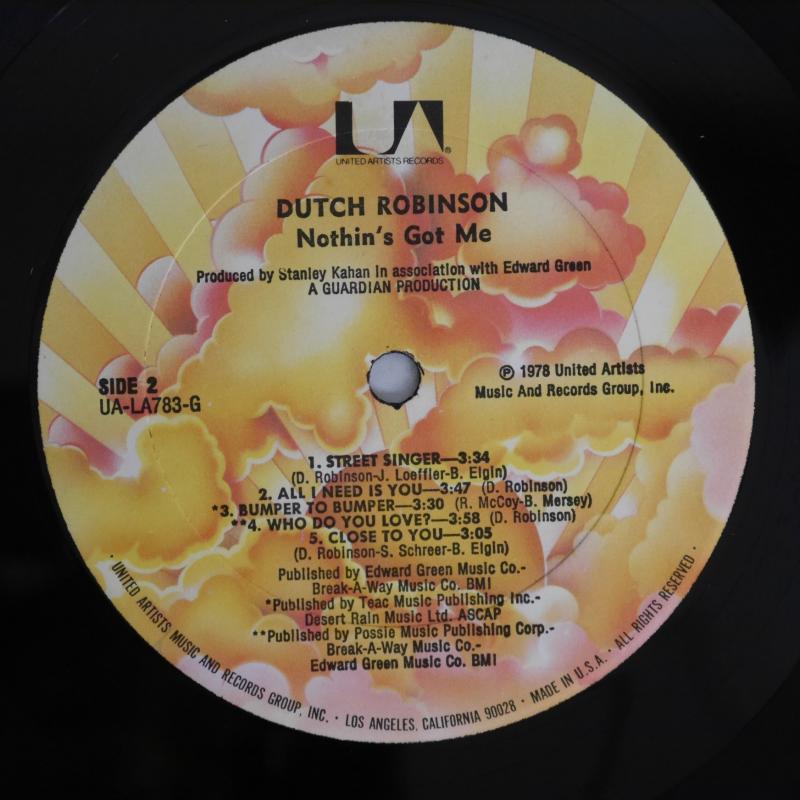 UA®
UNITED ARTISTS RECORDS
DUTCH ROBINSON
Nothin's Got Me
Produced by Stanley Kahan in association with Edward Green
A GUARDIAN PRODUCTION
SIDE 2
UA-LA783-G
℗ 1978 United Artists
Music And Records Group, Inc.
1. STREET SINGER—3:34
(D. Robinson-J. Loeffler-B. Elgin)
2. ALL I NEED IS YOU—3:47 (D. Robinson)
*3. BUMPER TO BUMPER—3:30 (R. McCoy-B. Mersey)
**4. WHO DO YOU LOVE?—3:58 (D. Robinson)
5. CLOSE TO YOU—3:05
(D. Robinson-S. Schreer-B. Elgin)
Published by Edward Green Music Co.-
Break-A-Way Music Co. BMI
*Published by Teac Music Publishing Inc.-
Desert Rain Music Ltd. ASCAP
**Published by Possie Music Publishing Corp.-
Break-A-Way Music Co.-
Edward Green Music Co. BMI
· UNITED ARTISTS MUSIC AND RECORDS GROUP, INC. · LOS ANGELES, CALIFORNIA 90028 · MADE IN U.S.A. · ALL RIGHTS RESERVED ·